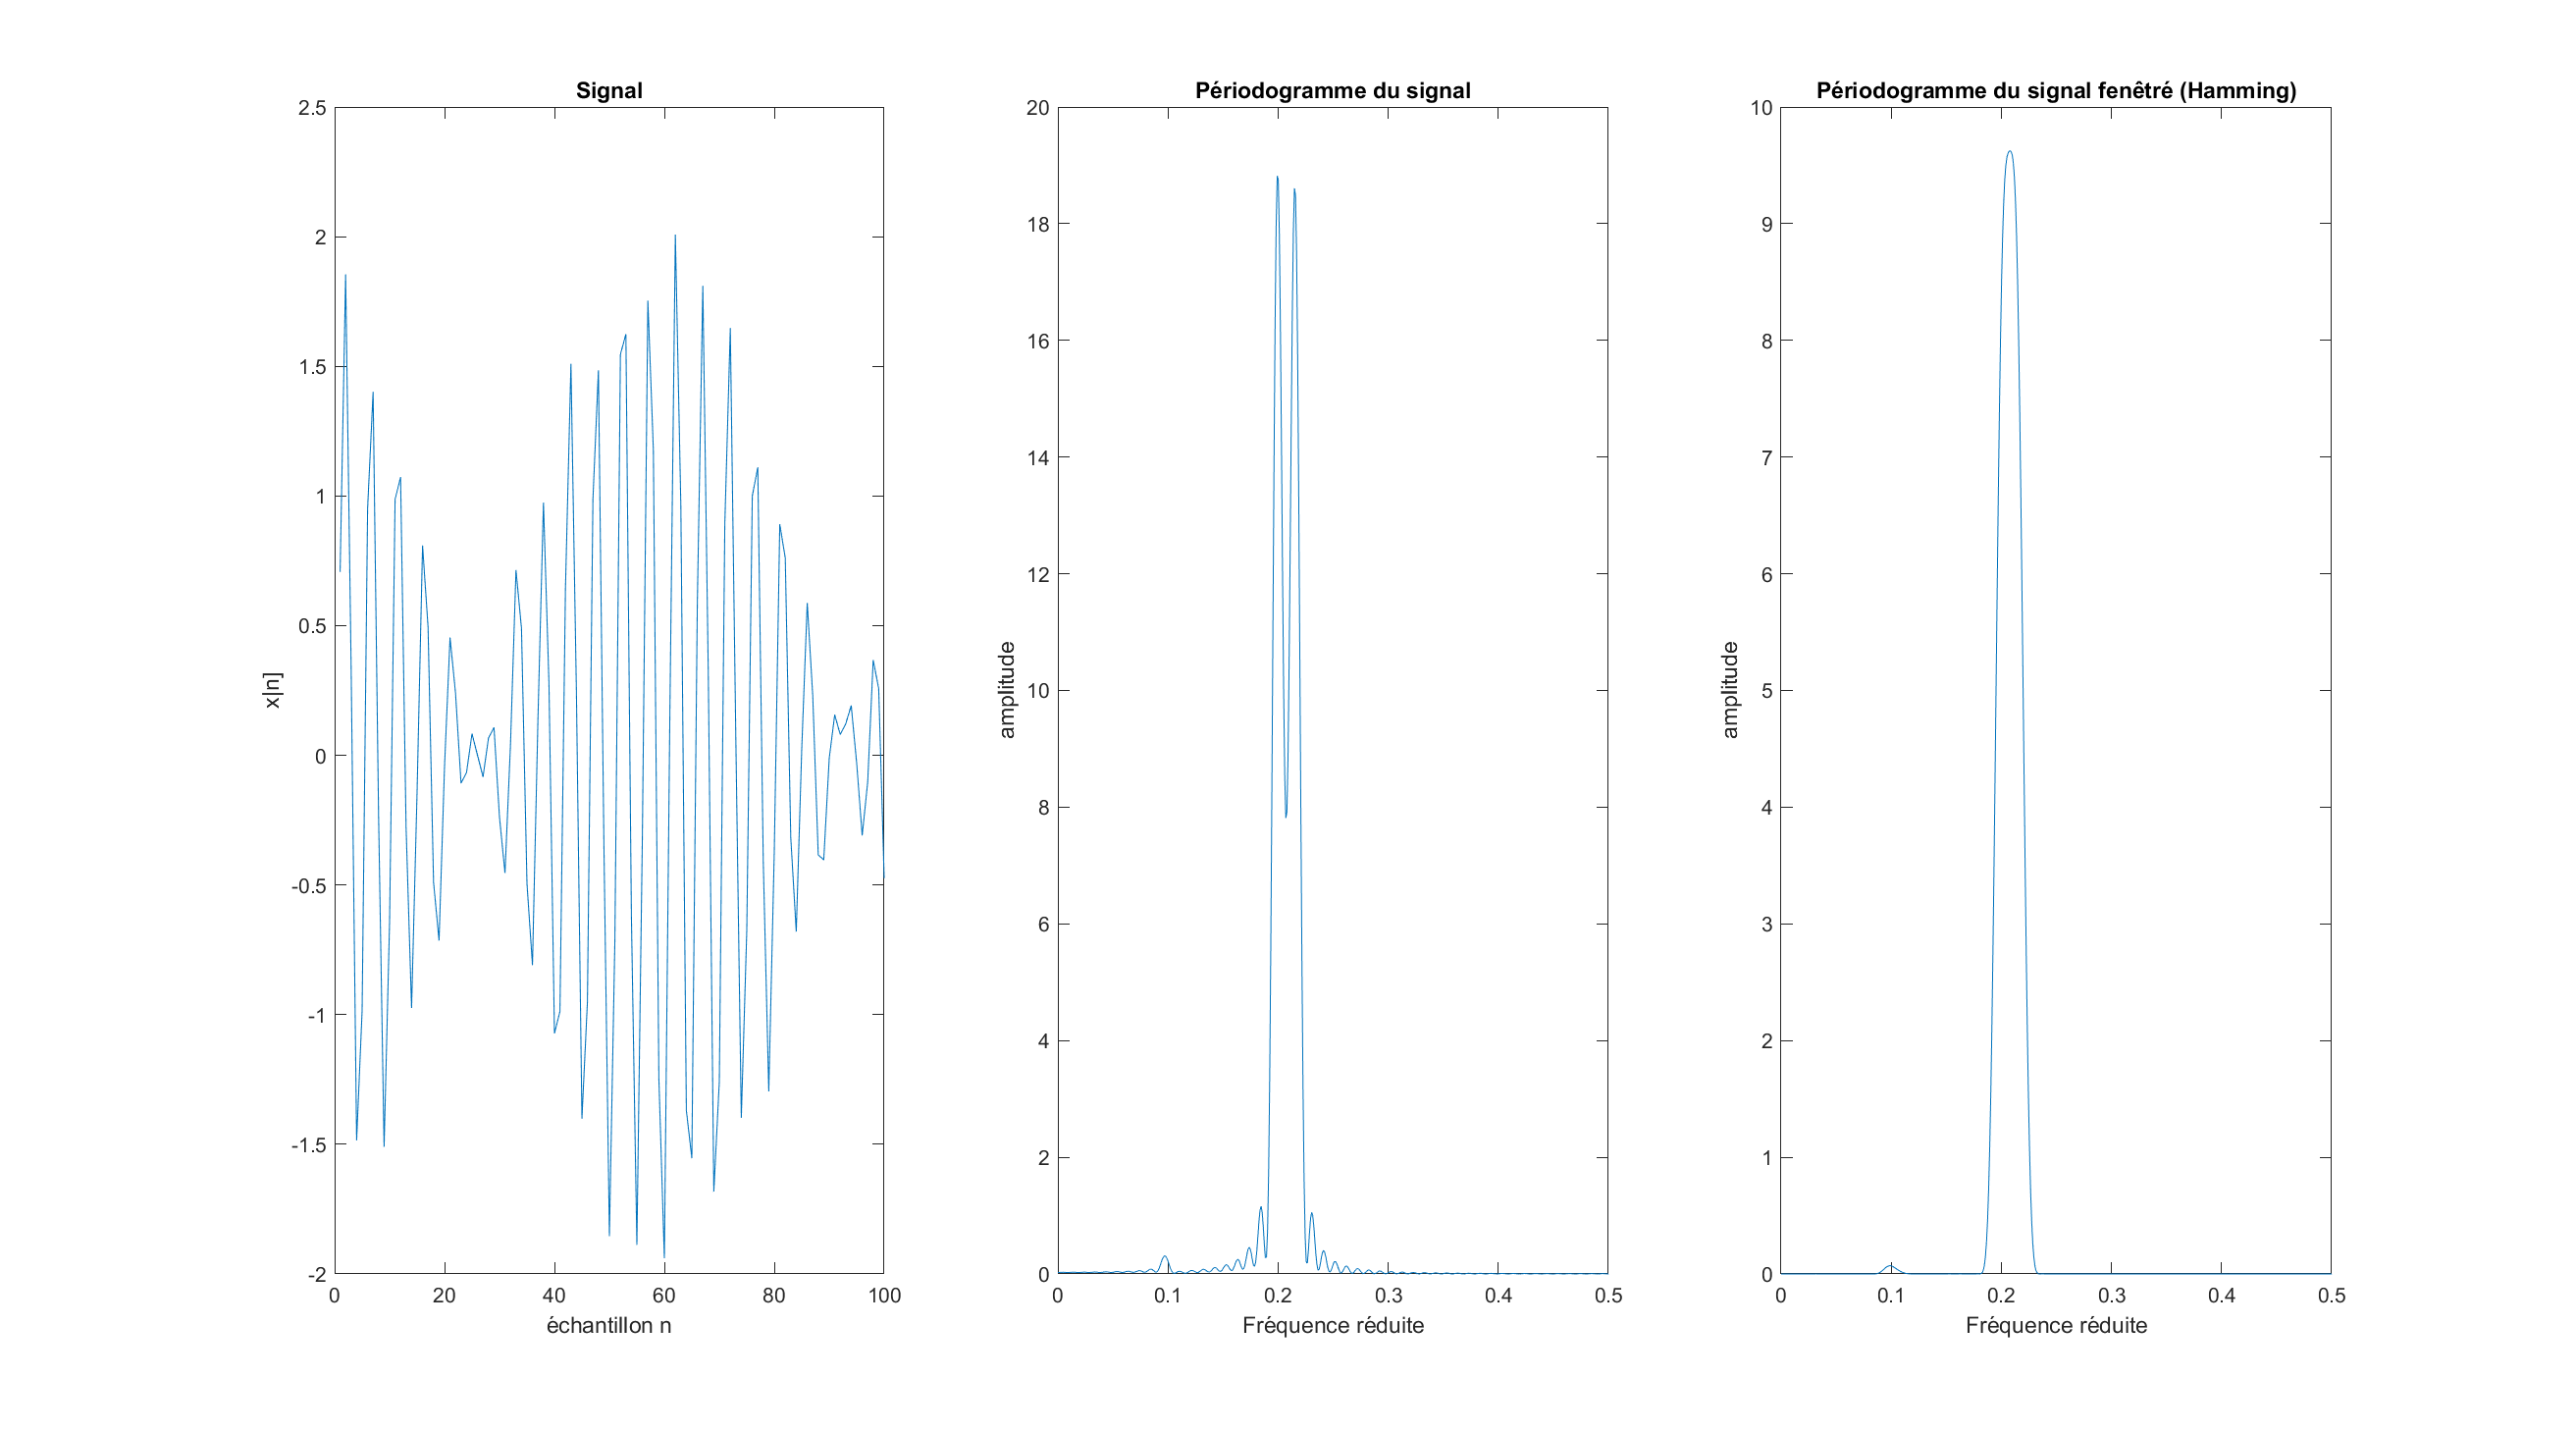 Signal
2.5
2
1.5
1
0.5
0
-0.5
-1
-1.5
-2
x|n]
0 20 40 60 80 100
échantillon n
Périodogramme du signal
20
18
16
14
12
10
8
6
4
2
0
amplitude
0 0.1 0.2 0.3 0.4 0.5
Fréquence réduite
Périodogramme du signal fenêtré (Hamming)
10
9
8
7
6
5
4
3
2
1
0
amplitude
0 0.1 0.2 0.3 0.4 0.5
Fréquence réduite